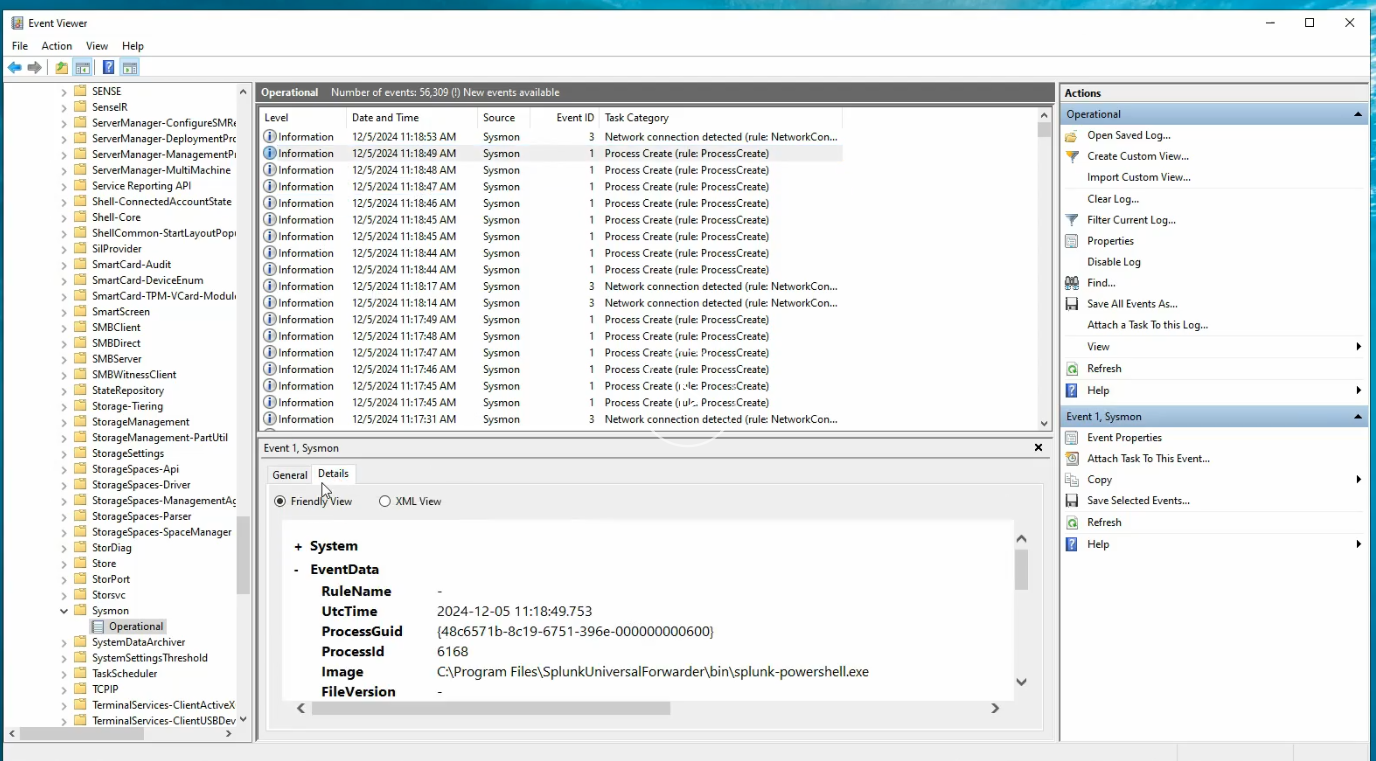 Event Viewer
File Action View Help
SENSE
SenseIR
ServerManager-ConfigureSMRe
ServerManager-DeploymentPro
ServerManager-ManagementPr
ServerManager-MultiMachine
Service Reporting API
Shell-ConnectedAccountState
Shell-Core
ShellCommon-StartLayoutPopu
SilProvider
SmartCard-Audit
SmartCard-DeviceEnum
SmartCard-TPM-VCard-Module
SmartScreen
SMBClient
SMBDirect
SMBServer
SMBWitnessClient
StateRepository
Storage-Tiering
StorageManagement
StorageManagement-PartUtil
StorageSettings
StorageSpaces-Api
StorageSpaces-Driver
StorageSpaces-ManagementAg
StorageSpaces-Parser
StorageSpaces-SpaceManager
StorDiag
Store
StorPort
Storsvc
Sysmon
Operational
SystemDataArchiver
SystemSettingsThreshold
TaskScheduler
TCPIP
TerminalServices-ClientActiveX
TerminalServices-ClientUSBDev
Operational Number of events: 56,309 (!) New events available
Level Date and Time Source Event ID Task Category
Information 12/5/2024 11:18:53 AM Sysmon 3 Network connection detected (rule: NetworkCon...
Information 12/5/2024 11:18:49 AM Sysmon 1 Process Create (rule: ProcessCreate)
Information 12/5/2024 11:18:48 AM Sysmon 1 Process Create (rule: ProcessCreate)
Information 12/5/2024 11:18:47 AM Sysmon 1 Process Create (rule: ProcessCreate)
Information 12/5/2024 11:18:46 AM Sysmon 1 Process Create (rule: ProcessCreate)
Information 12/5/2024 11:18:45 AM Sysmon 1 Process Create (rule: ProcessCreate)
Information 12/5/2024 11:18:45 AM Sysmon 1 Process Create (rule: ProcessCreate)
Information 12/5/2024 11:18:44 AM Sysmon 1 Process Create (rule: ProcessCreate)
Information 12/5/2024 11:18:44 AM Sysmon 1 Process Create (rule: ProcessCreate)
Information 12/5/2024 11:18:17 AM Sysmon 3 Network connection detected (rule: NetworkCon...
Information 12/5/2024 11:18:14 AM Sysmon 3 Network connection detected (rule: NetworkCon...
Information 12/5/2024 11:17:49 AM Sysmon 1 Process Create (rule: ProcessCreate)
Information 12/5/2024 11:17:48 AM Sysmon 1 Process Create (rule: ProcessCreate)
Information 12/5/2024 11:17:47 AM Sysmon 1 Process Create (rule: ProcessCreate)
Information 12/5/2024 11:17:46 AM Sysmon 1 Process Create (rule: ProcessCreate)
Information 12/5/2024 11:17:45 AM Sysmon 1 Process Create (rule: ProcessCreate)
Information 12/5/2024 11:17:45 AM Sysmon 1 Process Create (rule: ProcessCreate)
Information 12/5/2024 11:17:31 AM Sysmon 3 Network connection detected (rule: NetworkCon...
Event 1, Sysmon
General Details
Friendly View XML View
+ System
- EventData
RuleName -
UtcTime 2024-12-05 11:18:49.753
ProcessGuid {48c6571b-8c19-6751-396e-000000000600}
ProcessId 6168
Image C:\Program Files\SplunkUniversalForwarder\bin\splunk-powershell.exe
FileVersion -
Actions
Operational
Open Saved Log...
Create Custom View...
Import Custom View...
Clear Log...
Filter Current Log...
Properties
Disable Log
Find...
Save All Events As...
Attach a Task To this Log...
View
Refresh
Help
Event 1, Sysmon
Event Properties
Attach Task To This Event...
Copy
Save Selected Events...
Refresh
Help